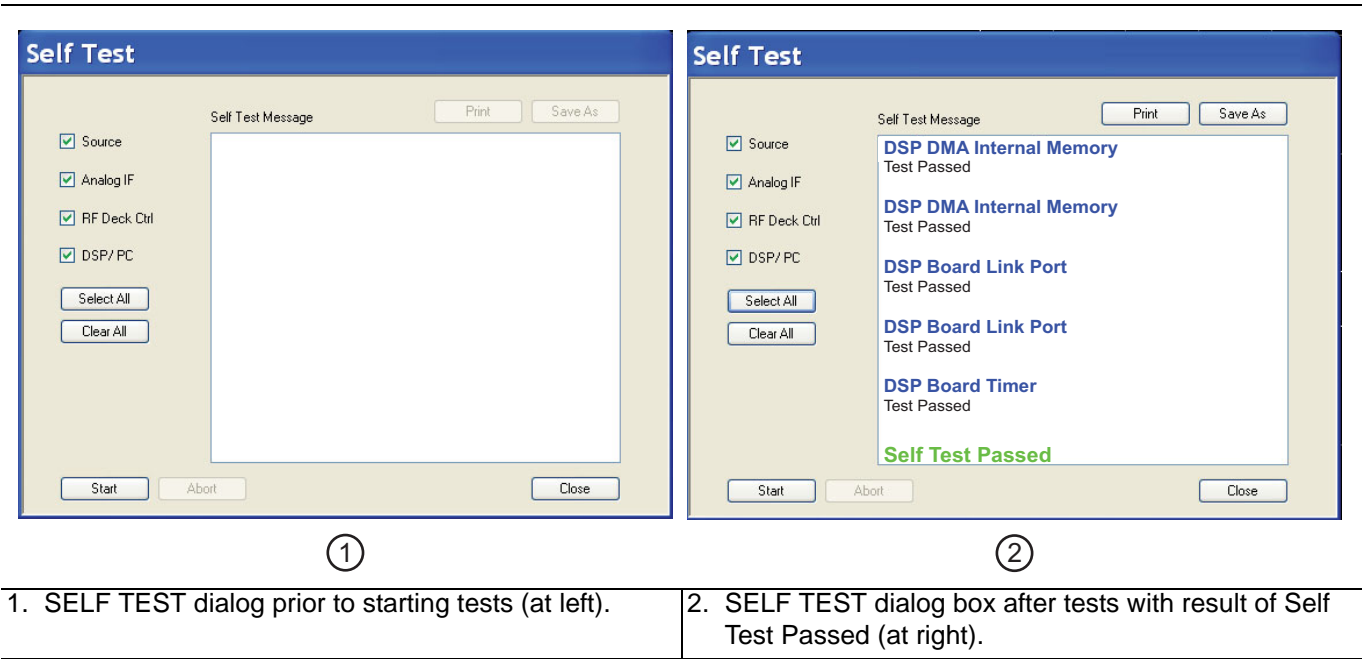 Self Test
Self Test Message
Print
Save As
Source
Analog IF
RF Deck Ctrl
DSP/ PC
Select All
Clear All
Start
Abort
Close
1
Self Test
Self Test Message
Print
Save As
Source
Analog IF
RF Deck Ctrl
DSP/ PC
Select All
Clear All
DSP DMA Internal Memory
Test Passed
DSP DMA Internal Memory
Test Passed
DSP Board Link Port
Test Passed
DSP Board Link Port
Test Passed
DSP Board Timer
Test Passed
Self Test Passed
Start
Abort
Close
2
1. SELF TEST dialog prior to starting tests (at left).
2. SELF TEST dialog box after tests with result of Self
Test Passed (at right).